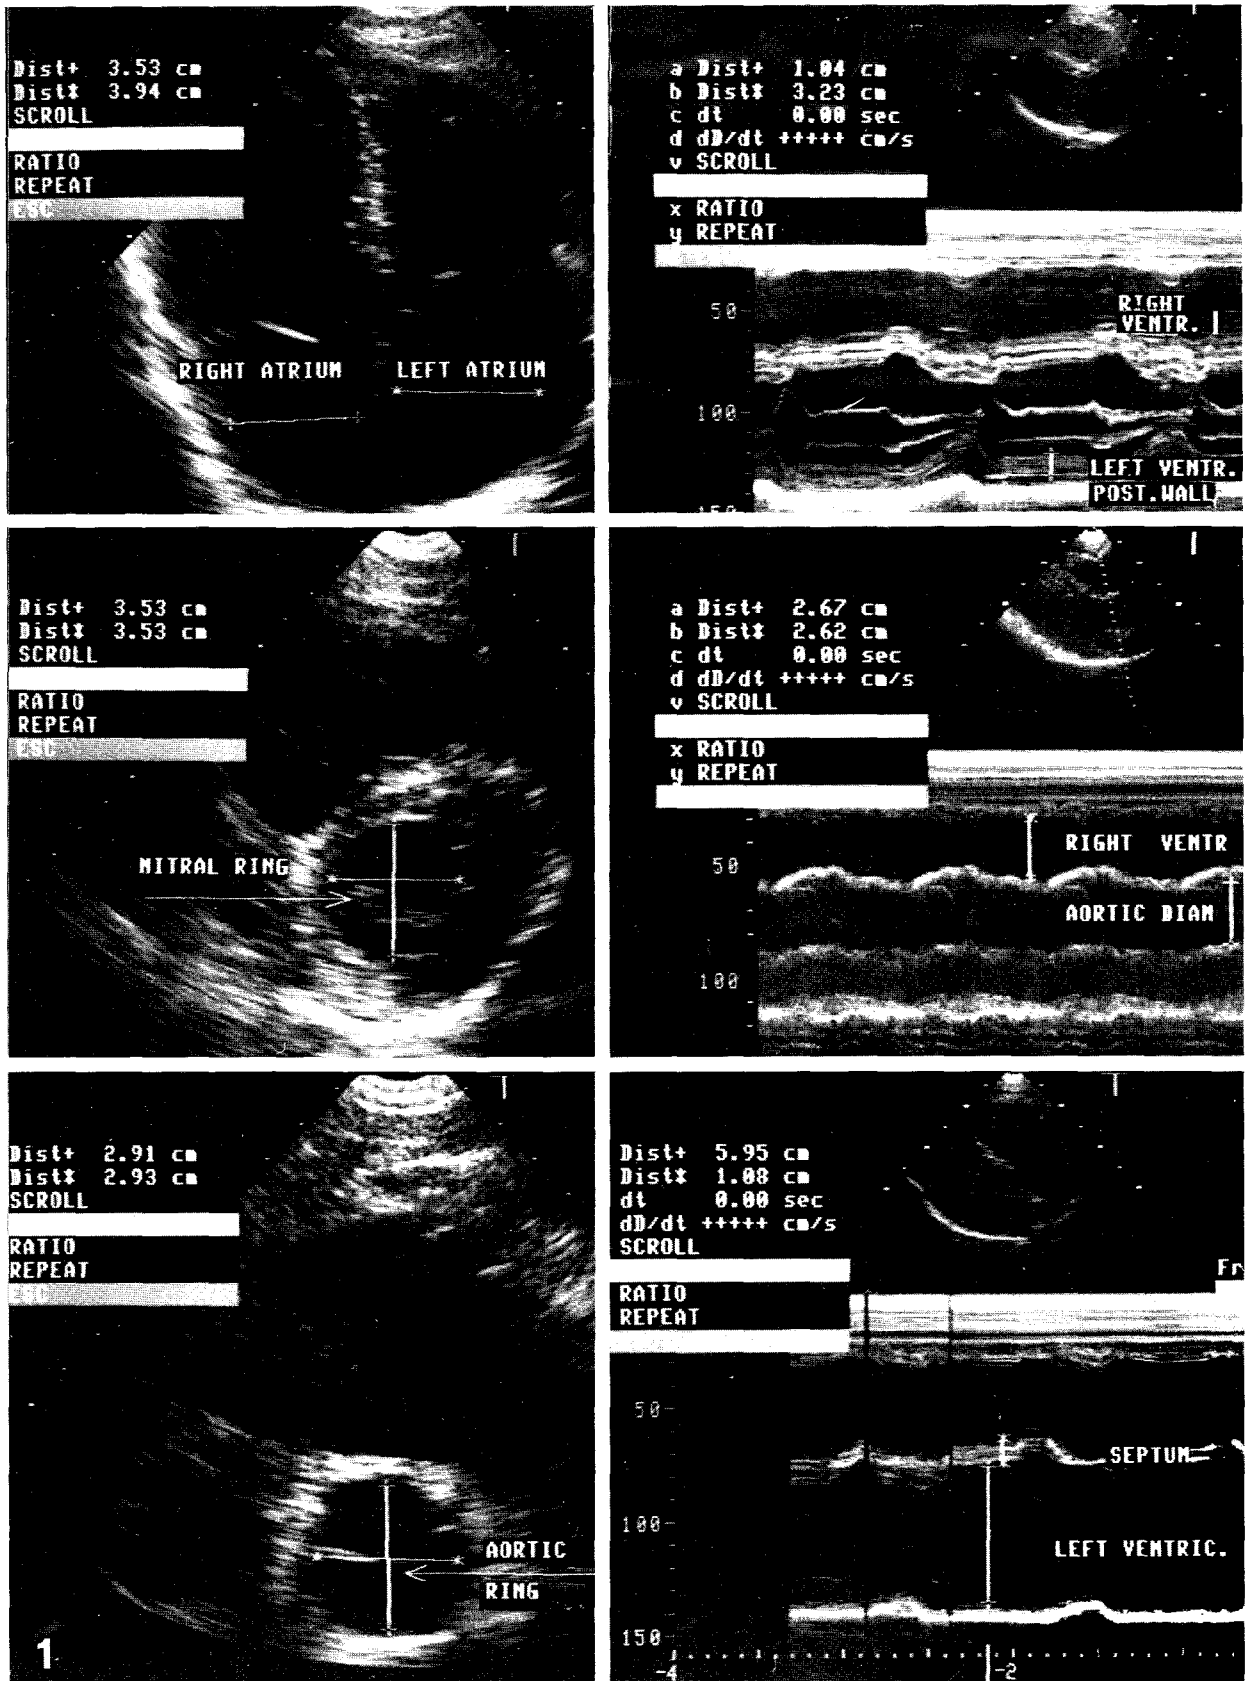 Dist+ 3.53 cm
Dist* 3.94 cm
SCROLL
RATIO
REPEAT
ESC
RIGHT ATRIUM
LEFT ATRIUM
a Dist+ 1.04 cm
b Dist* 3.23 cm
c dt 0.00 sec
d dD/dt +++++ cm/s
v SCROLL
x RATIO
y REPEAT
50
RIGHT
VENTR.
100
LEFT VENTR.
POST.WALL
150
Dist+ 3.53 cm
Dist* 3.53 cm
SCROLL
RATIO
REPEAT
ESC
MITRAL RING
a Dist+ 2.67 cm
b Dist* 2.62 cm
c dt 0.00 sec
d dD/dt +++++ cm/s
v SCROLL
x RATIO
y REPEAT
50
RIGHT VENTR
AORTIC DIAM
100
Dist+ 2.91 cm
Dist* 2.93 cm
SCROLL
RATIO
REPEAT
ESC
AORTIC
RING
1
Dist+ 5.95 cm
Dist* 1.08 cm
dt 0.00 sec
dD/dt +++++ cm/s
SCROLL
Fr
RATIO
REPEAT
50
SEPTUM
100
LEFT VENTRIC.
150
-4 -2